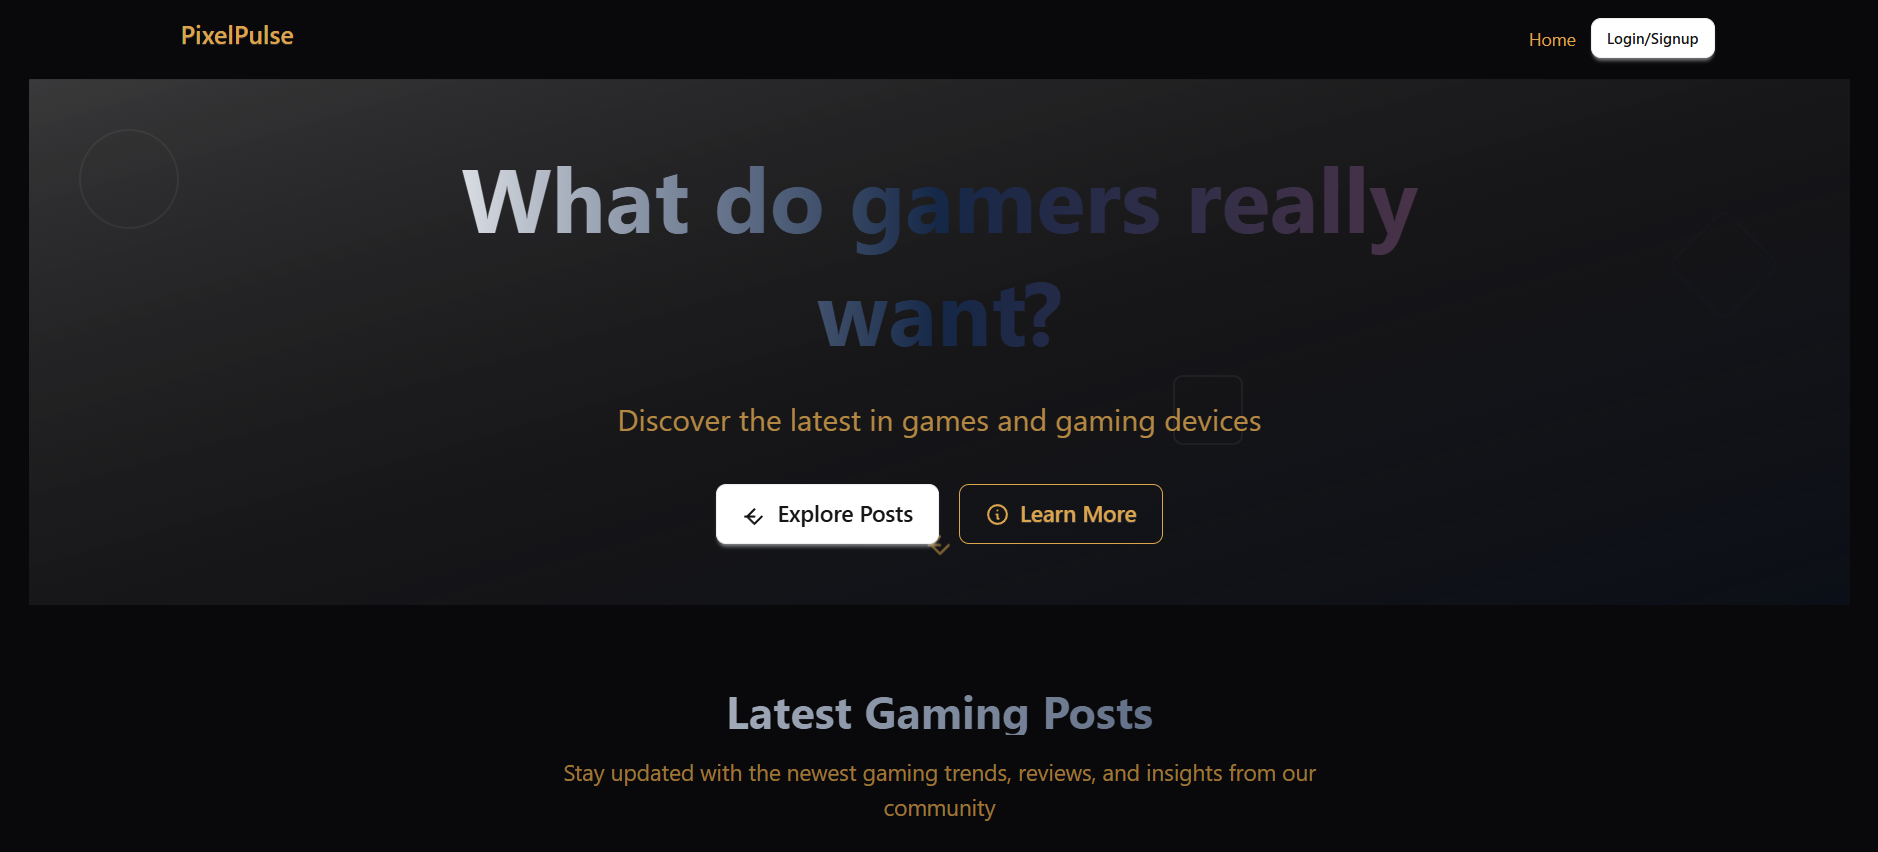 PixelPulse
Home
Login/Signup
What do gamers really
want?
Discover the latest in games and gaming devices
Explore Posts
Learn More
Latest Gaming Posts
Stay updated with the newest gaming trends, reviews, and insights from our
community